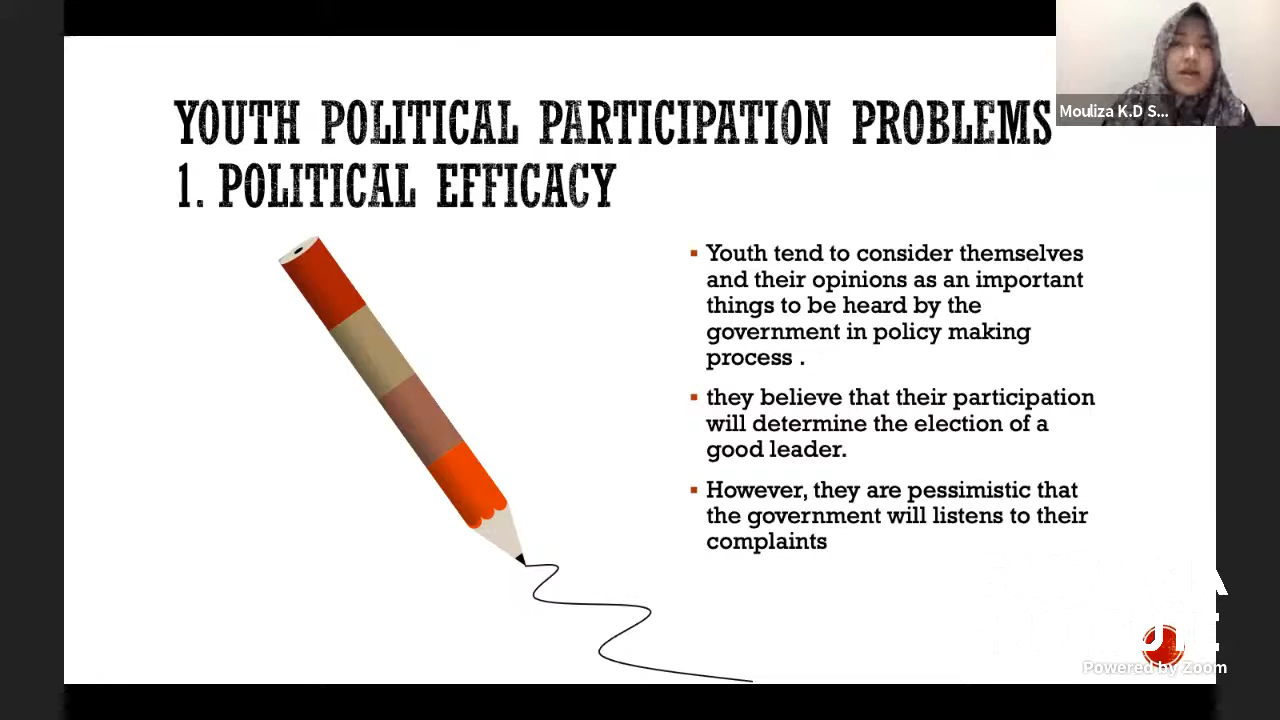 YOUTH POLITICAL PARTICIPATION PROBLEMS
1. POLITICAL EFFICACY
Mouliza K.D S...
▪ Youth tend to consider themselves
and their opinions as an important
things to be heard by the
government in policy making
process .
▪ they believe that their participation
will determine the election of a
good leader.
▪ However, they are pessimistic that
the government will listens to their
complaints
Powered by Zoom